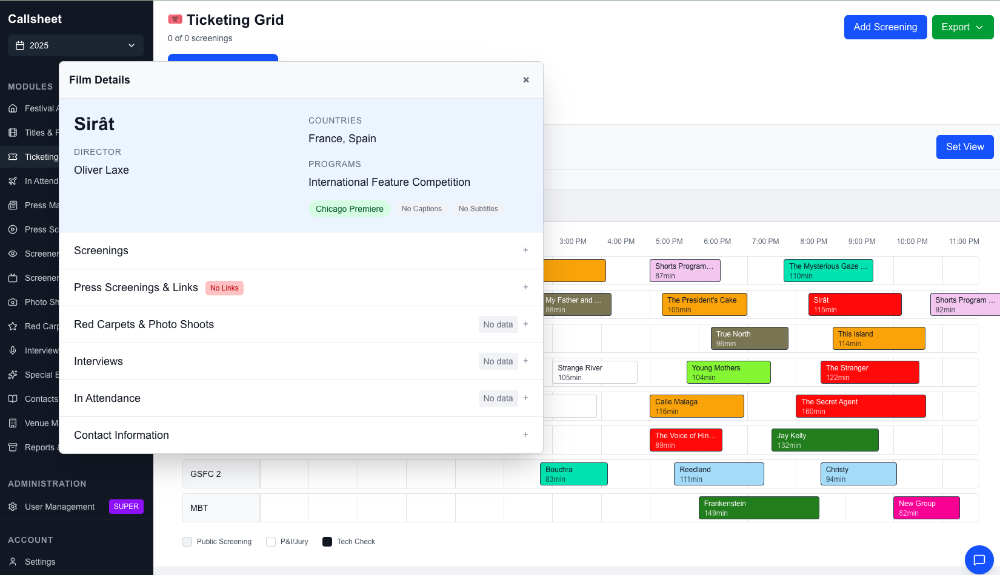 Callsheet
2025
MODULES
Festival A
Titles & F
Ticketing
In Attend
Press Ma
Press Sc
Screener
Screener
Photo Sh
Red Carp
Interview
Special E
Contacts
Venue M
Reports &
ADMINISTRATION
User Management SUPER
ACCOUNT
Settings
Ticketing Grid
0 of 0 screenings
Add Screening
Export
Set View
Film Details
×
Sirât
DIRECTOR
Oliver Laxe
COUNTRIES
France, Spain
PROGRAMS
International Feature Competition
Chicago Premiere No Captions No Subtitles
Screenings +
Press Screenings & Links No Links +
Red Carpets & Photo Shoots No data +
Interviews No data +
In Attendance No data +
Contact Information +
3:00 PM 4:00 PM 5:00 PM 6:00 PM 7:00 PM 8:00 PM 9:00 PM 10:00 PM 11:00 PM
Shorts Program...
87min
The Mysterious Gaze ...
110min
My Father and ...
88min
The President's Cake
105min
Sirât
115min
Shorts Program ...
92min
True North
96min
This Island
114min
Strange River
105min
Young Mothers
104min
The Stranger
122min
Calle Malaga
116min
The Secret Agent
160min
The Voice of Hin...
89min
Jay Kelly
132min
GSFC 2
Bouchra
83min
Reedland
111min
Christy
94min
MBT
Frankenstein
149min
New Group
82min
Public Screening P&I/Jury Tech Check